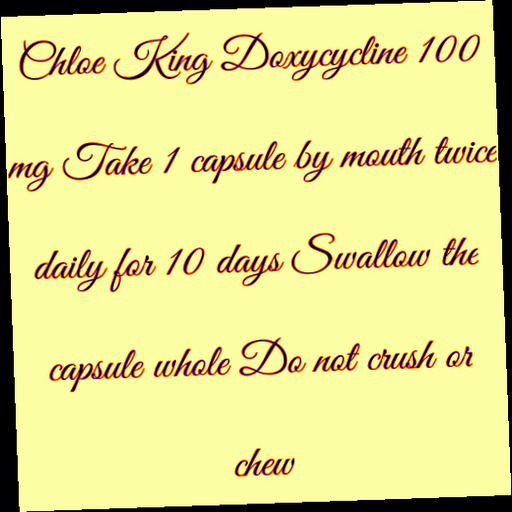 Chloe King Doxycycline 100
mg Take 1 capsule by mouth twice
daily for 10 days Swallow the
capsule whole Do not crush or
chew